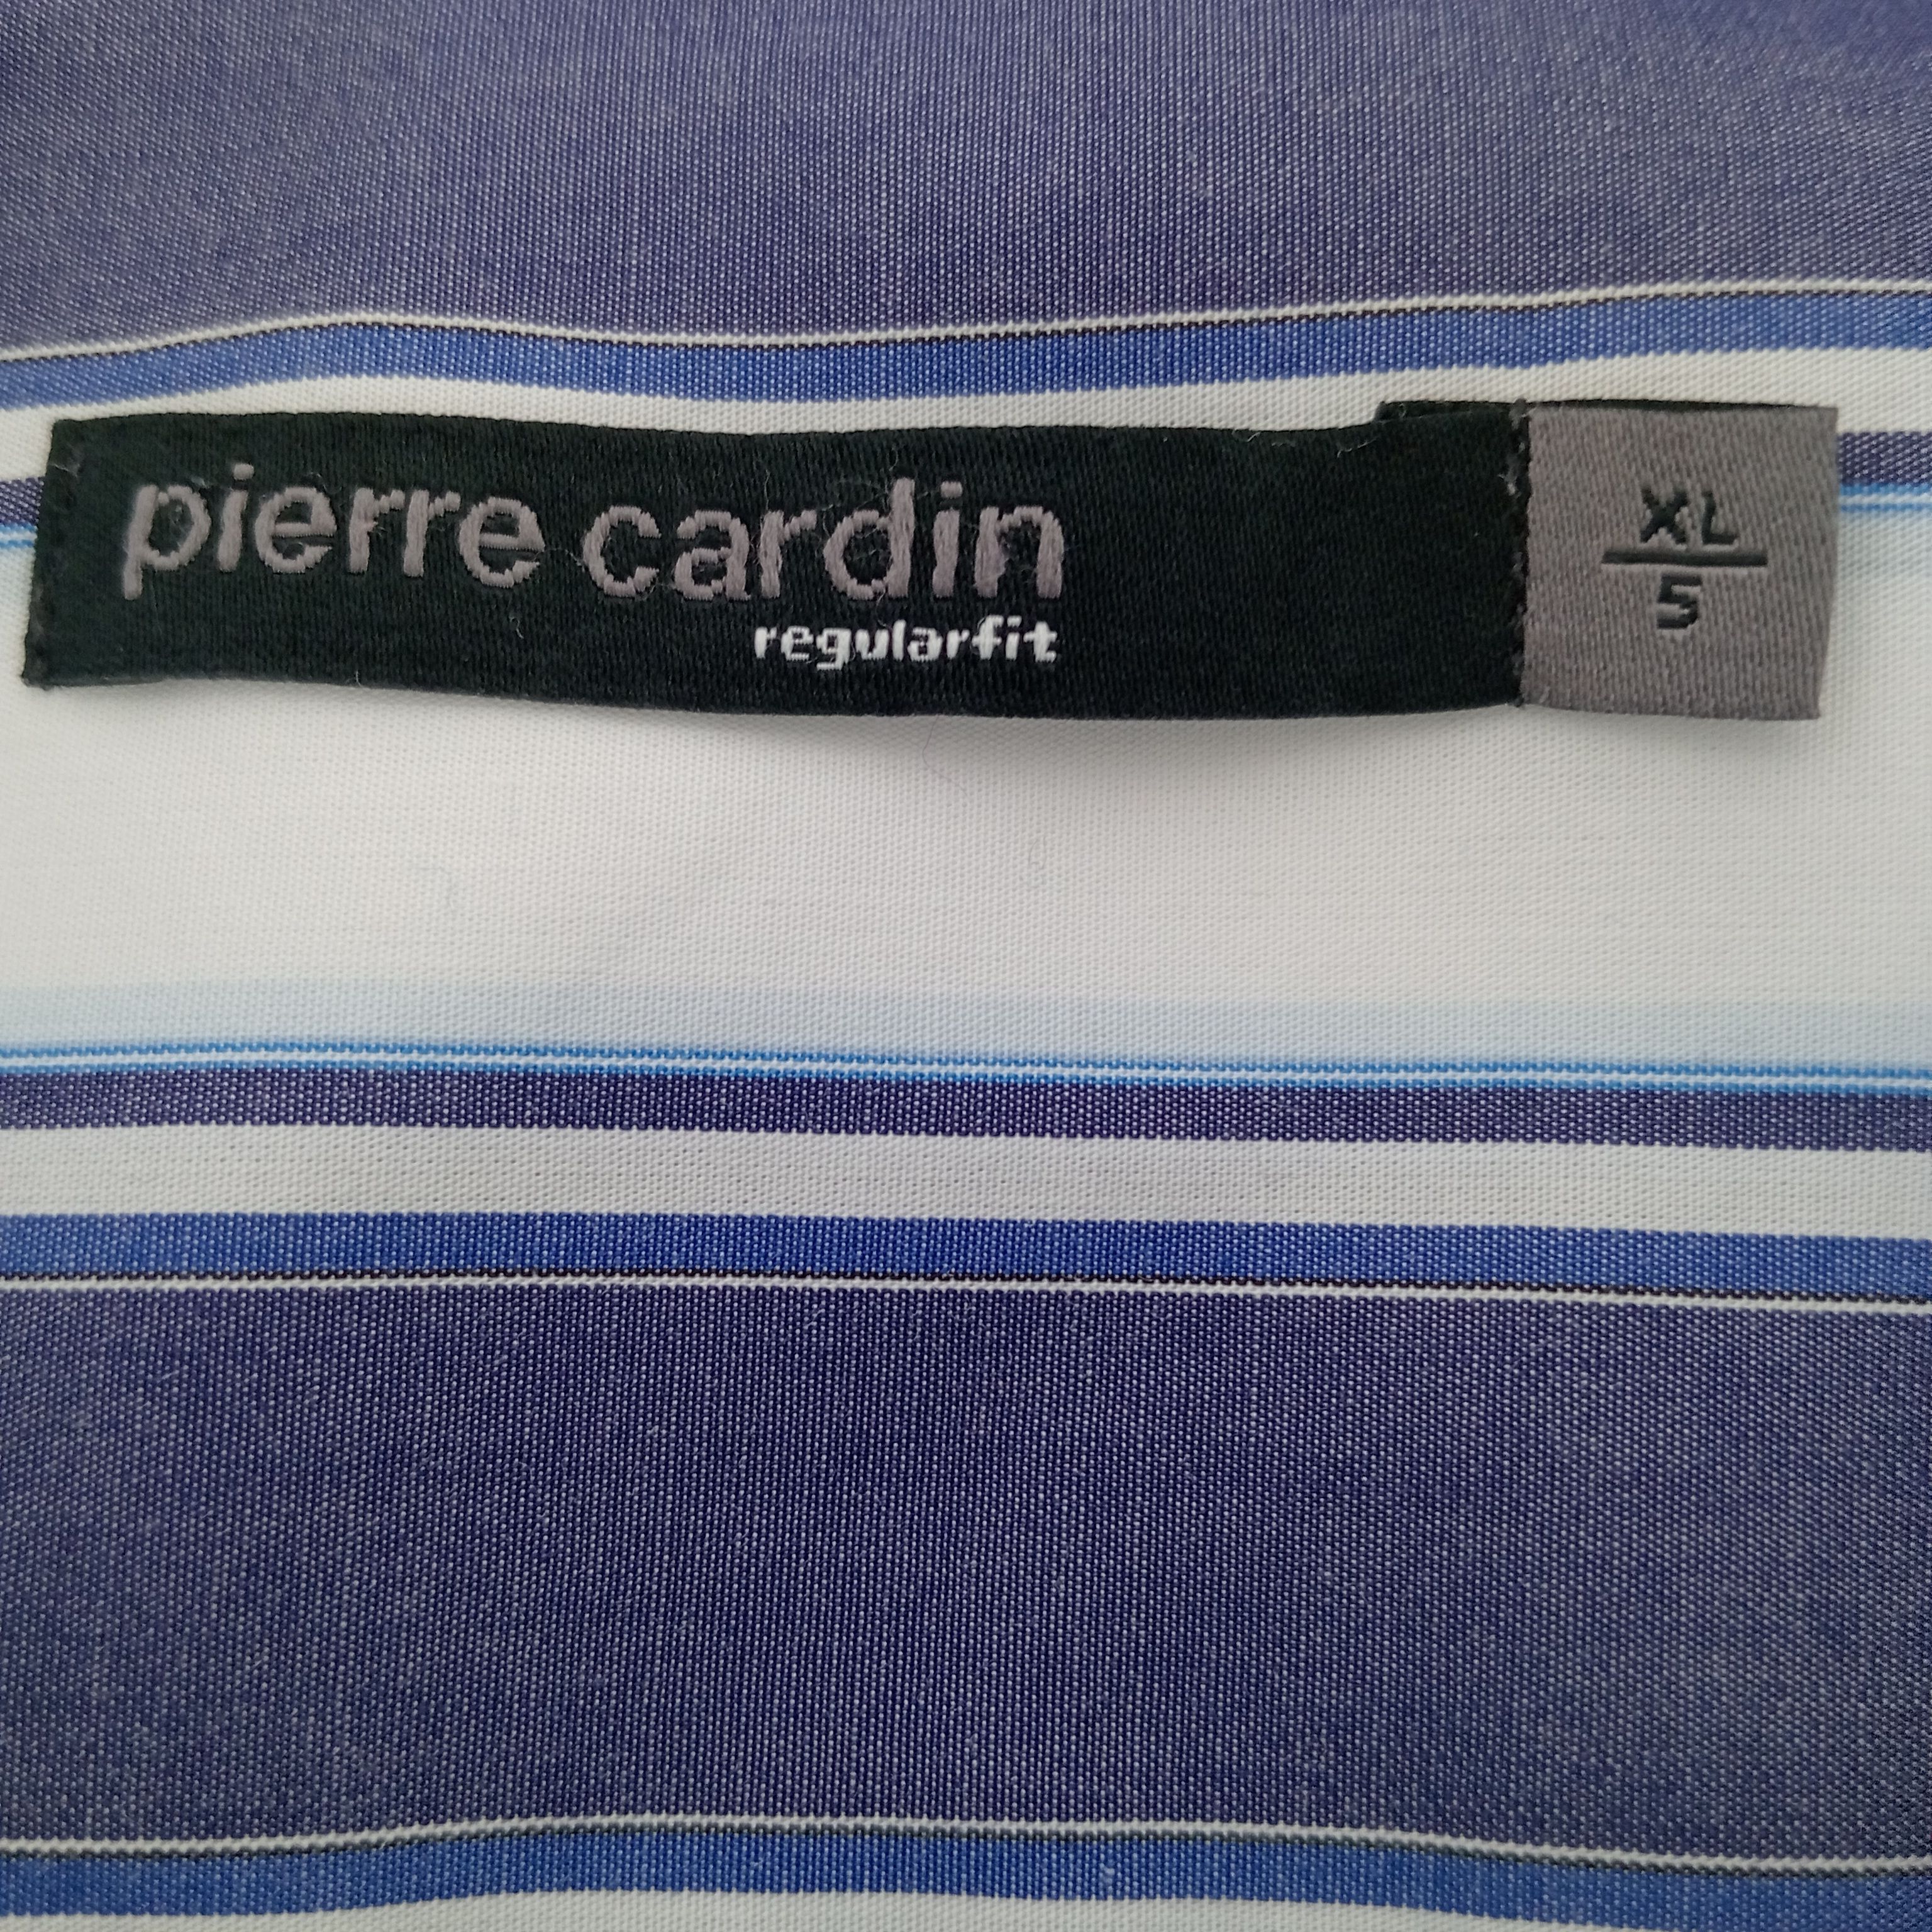 pierre cardin
regularfit
XL
5